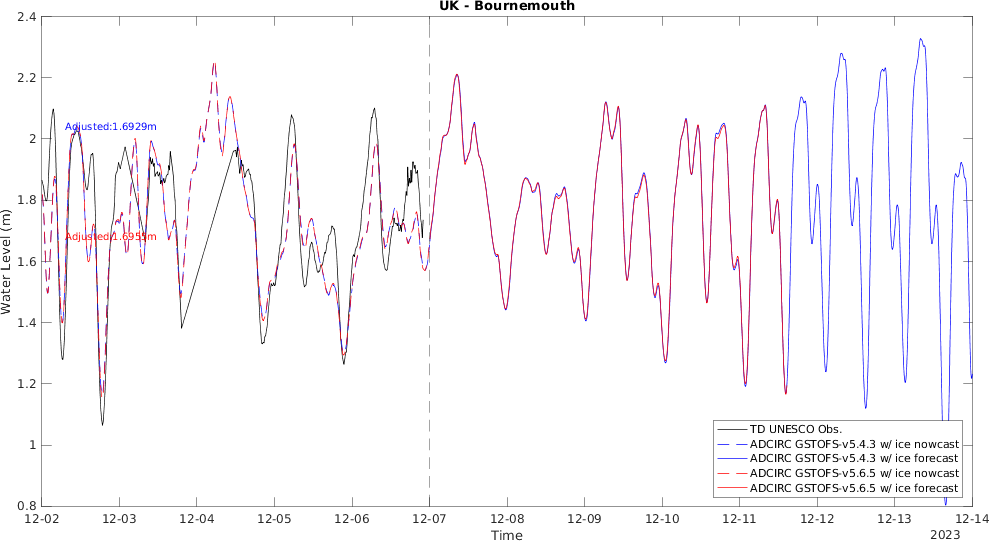 UK - Bournemouth
2.4
2.2
2
1.8
1.6
1.4
1.2
1
0.8
Water Level (m)
Adjusted:1.6929m
Adjusted:1.6955m
TD UNESCO Obs.
ADCIRC GSTOFS-v5.4.3 w/ ice nowcast
ADCIRC GSTOFS-v5.4.3 w/ ice forecast
ADCIRC GSTOFS-v5.6.5 w/ ice nowcast
ADCIRC GSTOFS-v5.6.5 w/ ice forecast
12-02 12-03 12-04 12-05 12-06 12-07 12-08 12-09 12-10 12-11 12-12 12-13 12-14
Time
2023